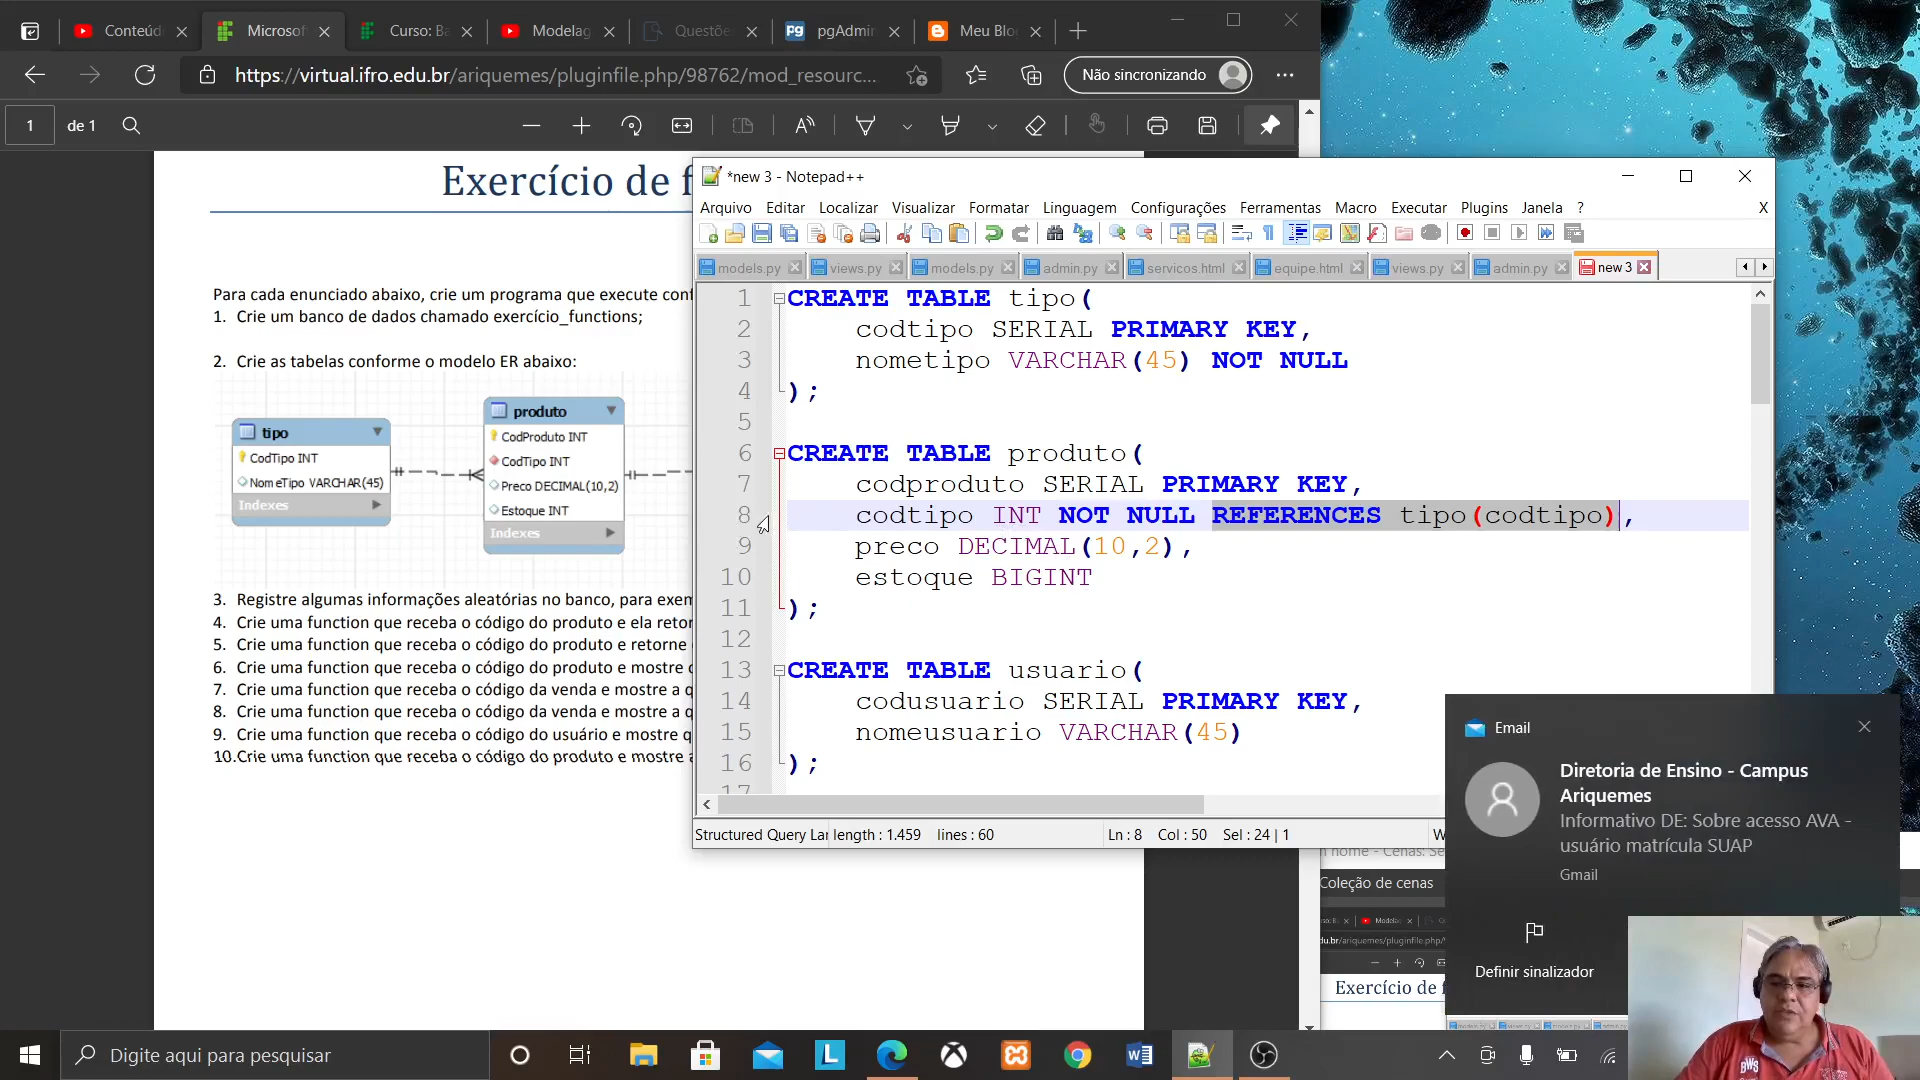 Conteúd
Microsof
Curso: Ba
Modelag
Questõe
pgAdmin
Meu Blo
https://virtual.ifro.edu.br/ariquemes/pluginfile.php/98762/mod_resourc...
Não sincronizando
1
de 1
Exercício de f
Para cada enunciado abaixo, crie um programa que execute conf
1. Crie um banco de dados chamado exercício_functions;
2. Crie as tabelas conforme o modelo ER abaixo:
tipo
CodTipo INT
NomeTipo VARCHAR(45)
Indexes
produto
CodProduto INT
CodTipo INT
Preco DECIMAL(10,2)
Estoque INT
Indexes
3. Registre algumas informações aleatórias no banco, para exem
4. Crie uma function que receba o código do produto e ela retor
5. Crie uma function que receba o código do produto e retorne
6. Crie uma function que receba o código do produto e mostre
7. Crie uma function que receba o código da venda e mostre a q
8. Crie uma function que receba o código da venda e mostre a q
9. Crie uma function que receba o código do usuário e mostre q
10.Crie uma function que receba o código do produto e mostre a
*new 3 - Notepad++
Arquivo Editar Localizar Visualizar Formatar Linguagem Configurações Ferramentas Macro Executar Plugins Janela ? X
models.py views.py models.py admin.py servicos.html equipe.html views.py admin.py new 3
1 CREATE TABLE tipo(
2 codtipo SERIAL PRIMARY KEY,
3 nometipo VARCHAR(45) NOT NULL
4 );
5
6 CREATE TABLE produto(
7 codproduto SERIAL PRIMARY KEY,
8 codtipo INT NOT NULL REFERENCES tipo(codtipo),
9 preco DECIMAL(10,2),
10 estoque BIGINT
11 );
12
13 CREATE TABLE usuario(
14 codusuario SERIAL PRIMARY KEY,
15 nomeusuario VARCHAR(45)
16 );
17
Structured Query Lar length : 1.459 lines : 60 Ln : 8 Col : 50 Sel : 24 | 1 W
Email
Diretoria de Ensino - Campus
Ariquemes
Informativo DE: Sobre acesso AVA -
usuário matrícula SUAP
Gmail
Definir sinalizador
Coleção de cenas
Exercício de f
Digite aqui para pesquisar